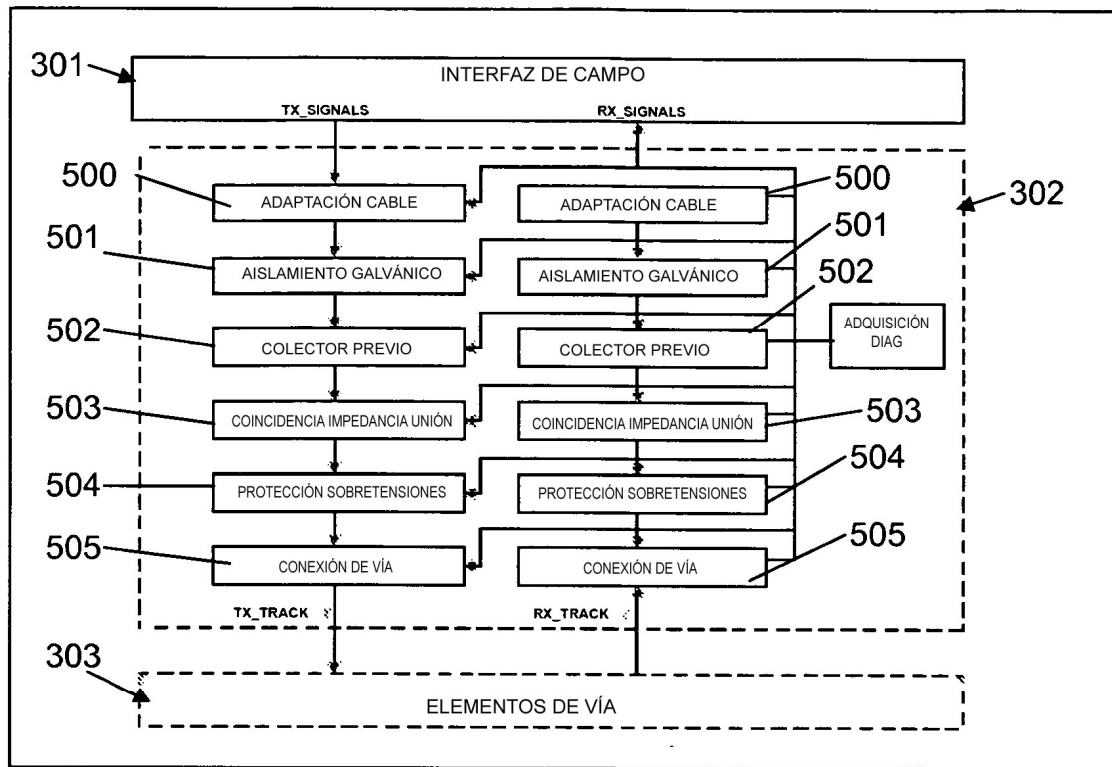 301
INTERFAZ DE CAMPO
TX_SIGNALS
RX_SIGNALS
500
ADAPTACIÓN CABLE
ADAPTACIÓN CABLE
500
302
501
AISLAMIENTO GALVÁNICO
AISLAMIENTO GALVÁNICO
501
502
COLECTOR PREVIO
COLECTOR PREVIO
502
ADQUISICIÓN
DIAG
503
COINCIDENCIA IMPEDANCIA UNIÓN
COINCIDENCIA IMPEDANCIA UNIÓN
503
504
PROTECCIÓN SOBRETENSIONES
PROTECCIÓN SOBRETENSIONES
504
505
CONEXIÓN DE VÍA
CONEXIÓN DE VÍA
505
TX_TRACK
RX_TRACK
303
ELEMENTOS DE VÍA